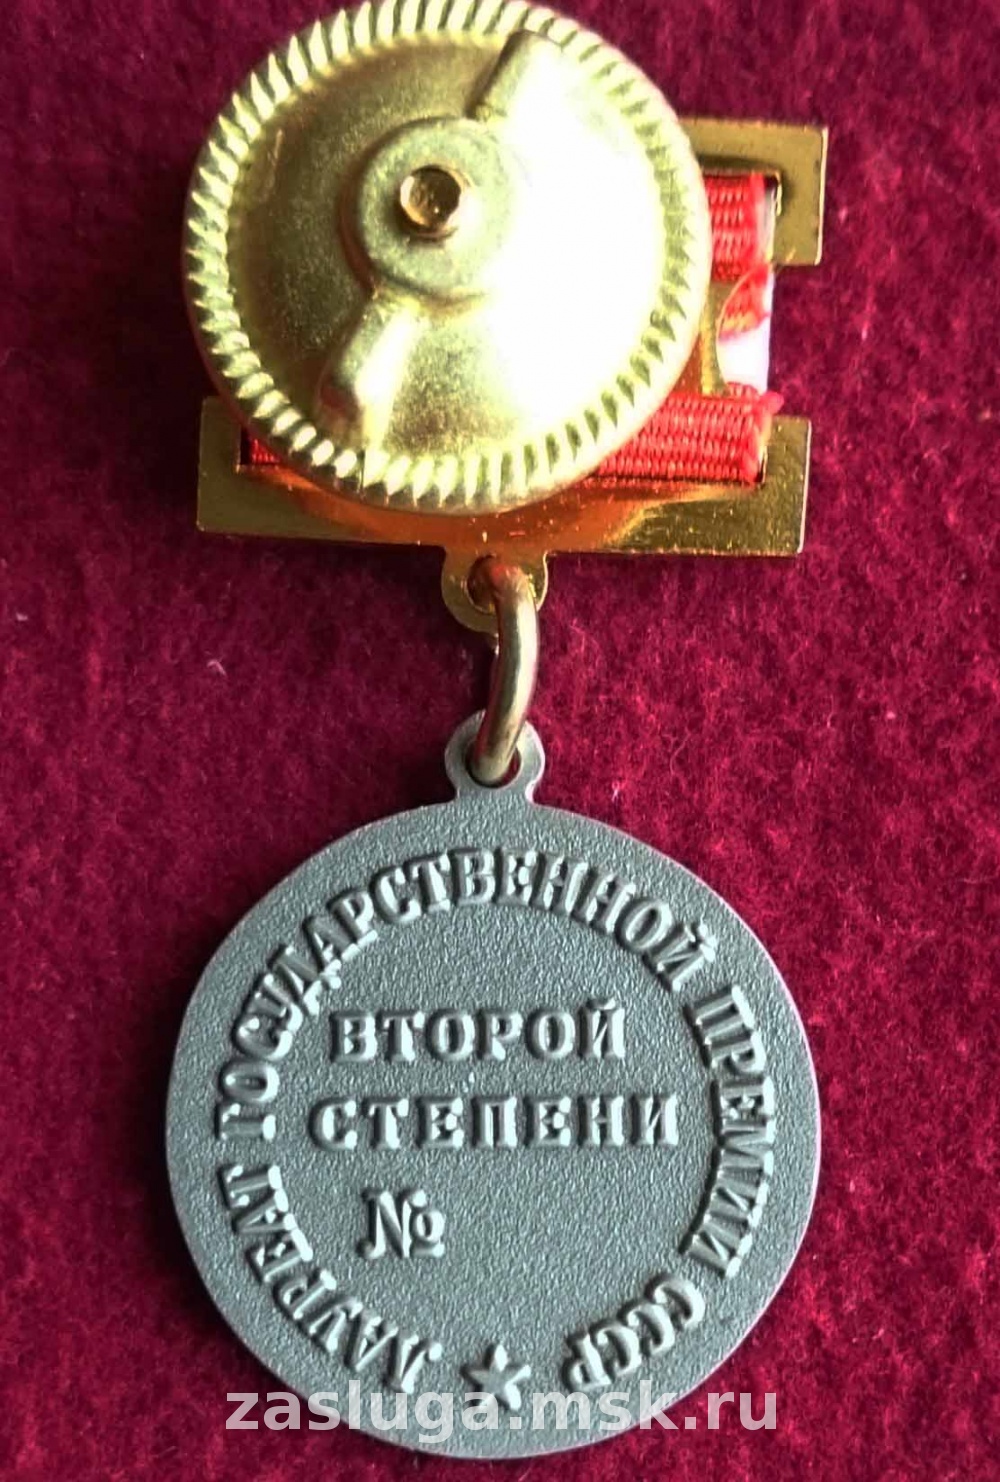 ЛАУРЕАТ ГОСУДАРСТВЕННОЙ ПРЕМИИ СССР
ВТОРОЙ
СТЕПЕНИ
№
zasluga.msk.ru